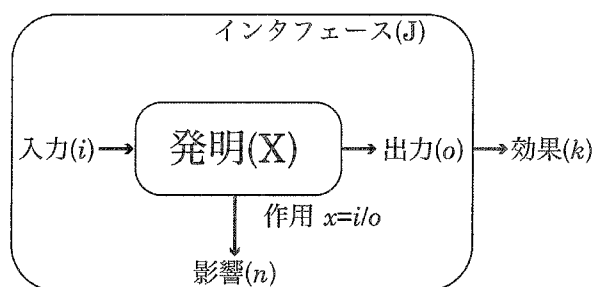 インタフェース(J)
入力(i) 発明(X) 出力(o) 効果(k)
作用 x=i/o
影響(n)